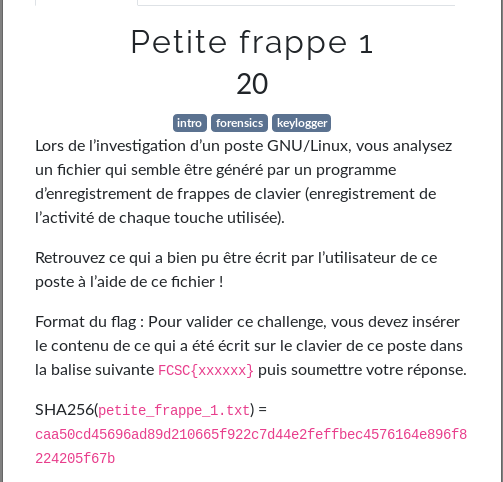 Petite frappe 1
20
intro forensics keylogger
Lors de l'investigation d'un poste GNU/Linux, vous analysez
un fichier qui semble être généré par un programme
d'enregistrement de frappes de clavier (enregistrement de
l'activité de chaque touche utilisée).
Retrouvez ce qui a bien pu être écrit par l'utilisateur de ce
poste à l'aide de ce fichier !
Format du flag : Pour valider ce challenge, vous devez insérer
le contenu de ce qui a été écrit sur le clavier de ce poste dans
la balise suivante FCSC{xxxxxx} puis soumettre votre réponse.
SHA256(petite_frappe_1.txt) =
caa50cd45696ad89d210665f922c7d44e2feffbec4576164e896f8
224205f67b